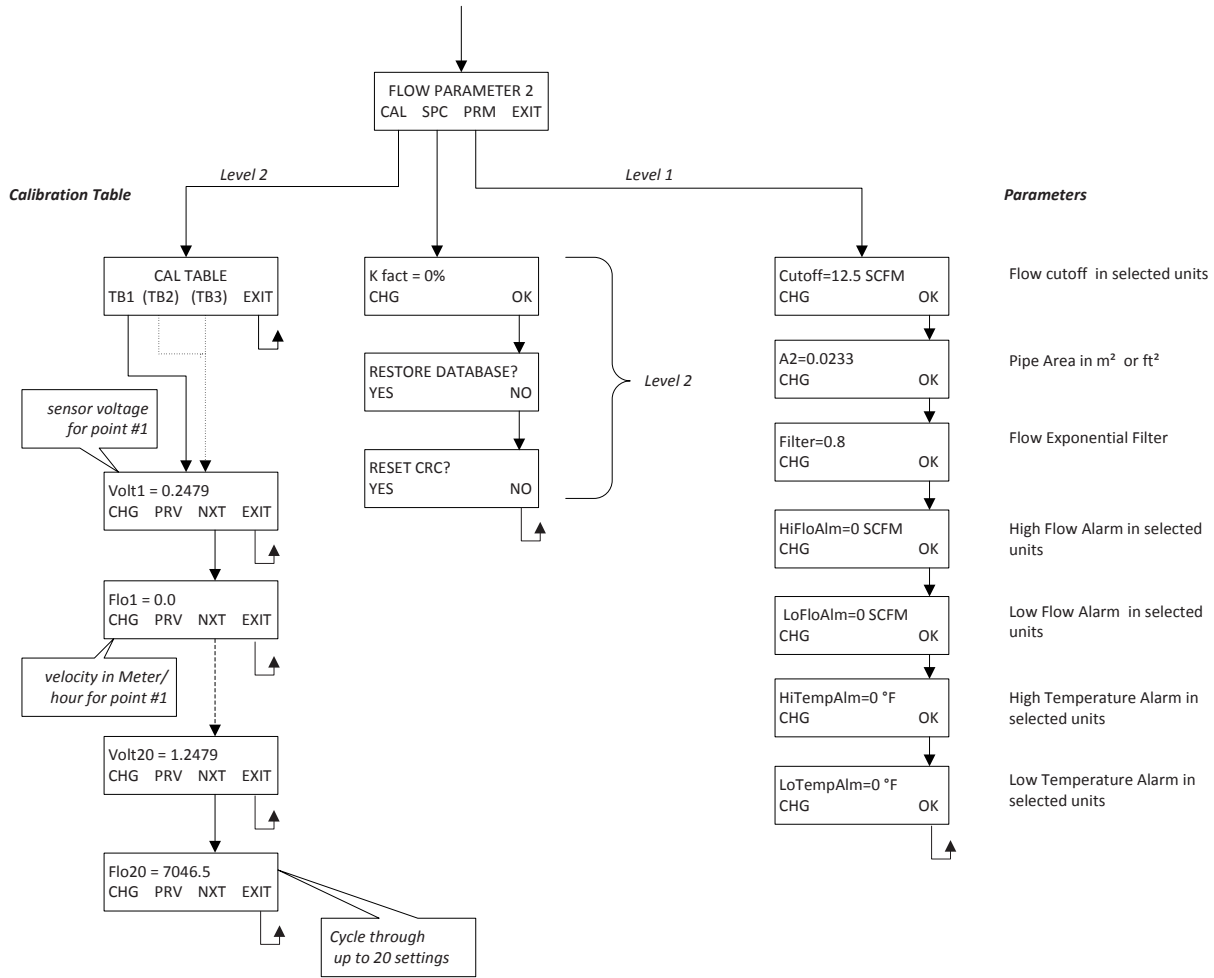 FLOW PARAMETER 2
CAL SPC PRM EXIT
Level 2
Level 1
Calibration Table
Parameters
CAL TABLE
TB1 (TB2) (TB3) EXIT
sensor voltage
for point #1
Volt1 = 0.2479
CHG PRV NXT EXIT
Flo1 = 0.0
CHG PRV NXT EXIT
velocity in Meter/
hour for point #1
Volt20 = 1.2479
CHG PRV NXT EXIT
Flo20 = 7046.5
CHG PRV NXT EXIT
Cycle through
up to 20 settings
K fact = 0%
CHG OK
RESTORE DATABASE?
YES NO
RESET CRC?
YES NO
Level 2
Cutoff=12.5 SCFM
CHG OK
Flow cutoff in selected units
A2=0.0233
CHG OK
Pipe Area in m² or ft²
Filter=0.8
CHG OK
Flow Exponential Filter
HiFloAlm=0 SCFM
CHG OK
High Flow Alarm in selected
units
LoFloAlm=0 SCFM
CHG OK
Low Flow Alarm in selected
units
HiTempAlm=0 °F
CHG OK
High Temperature Alarm in
selected units
LoTempAlm=0 °F
CHG OK
Low Temperature Alarm in
selected units